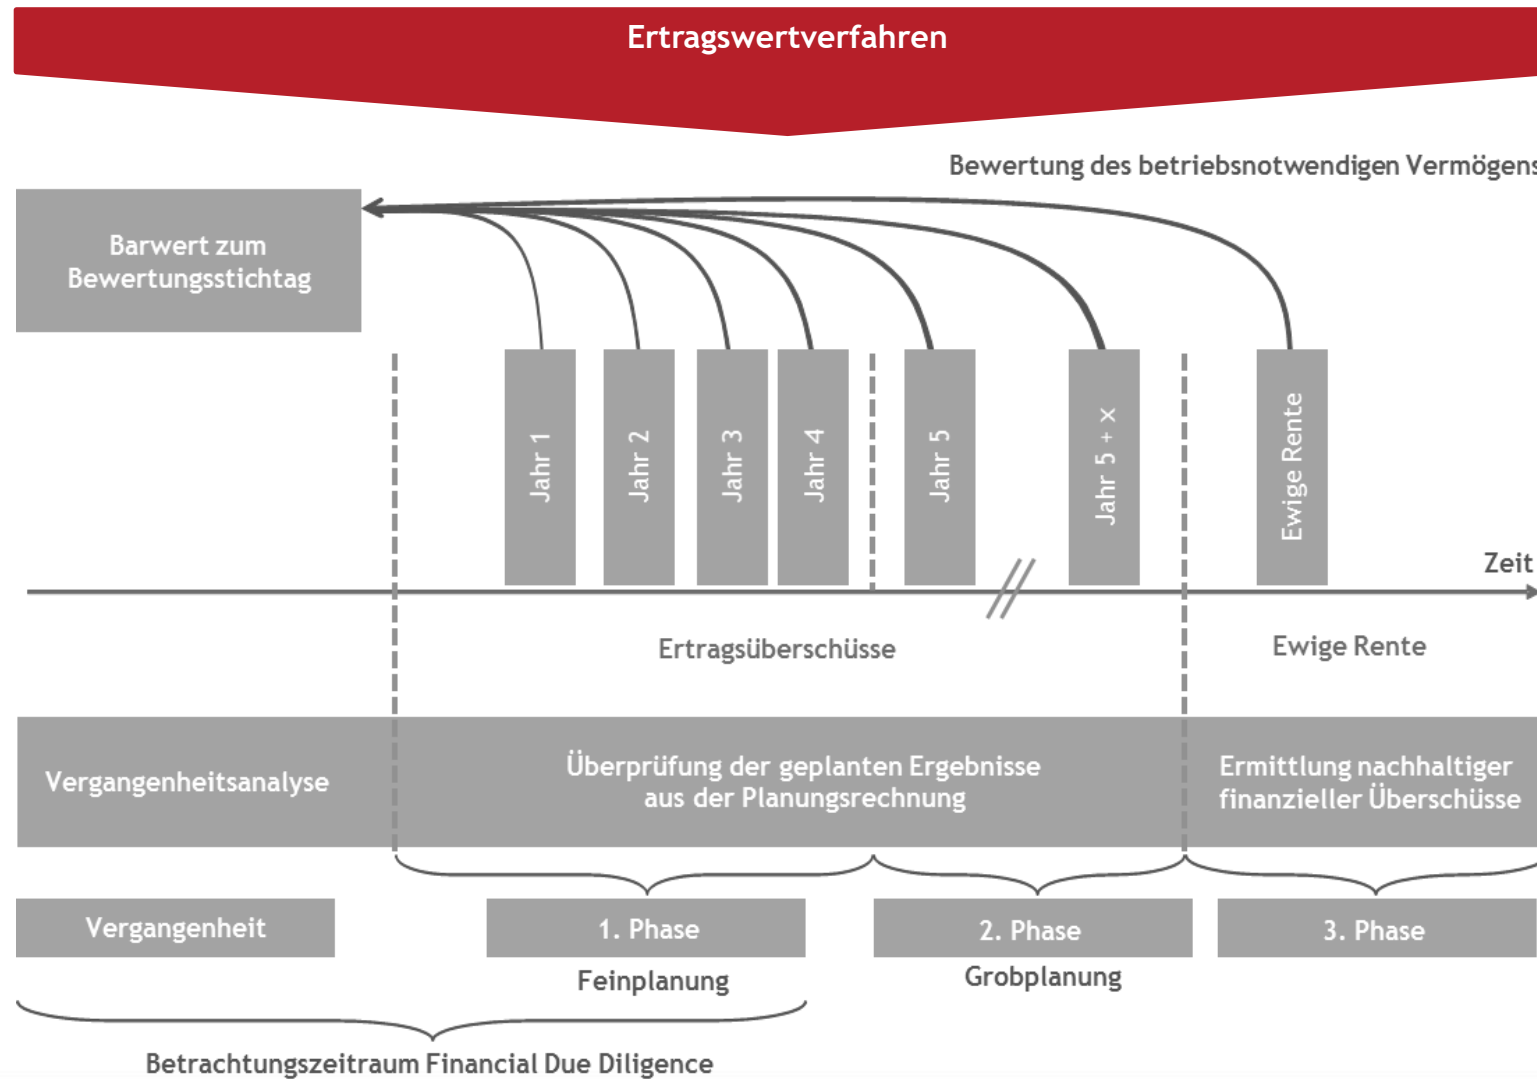 Ertragswertverfahren
Bewertung des betriebsnotwendigen Vermögens
Barwert zum
Bewertungsstichtag
Jahr 1
Jahr 2
Jahr 3
Jahr 4
Jahr 5
Jahr 5 + x
Ewige Rente
Zeit
Ertragsüberschüsse
Ewige Rente
Vergangenheitsanalyse
Überprüfung der geplanten Ergebnisse
aus der Planungsrechnung
Ermittlung nachhaltiger
finanzieller Überschüsse
Vergangenheit
1. Phase
2. Phase
3. Phase
Feinplanung
Grobplanung
Betrachtungszeitraum Financial Due Diligence